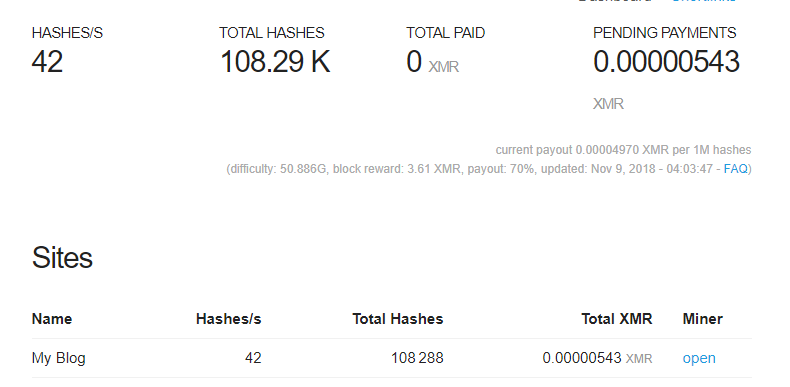 Dashboard Shortlinks
HASHES/S TOTAL HASHES TOTAL PAID PENDING PAYMENTS
42 108.29 K 0 XMR 0.00000543
XMR
current payout 0.00004970 XMR per 1M hashes
(difficulty: 50.886G, block reward: 3.61 XMR, payout: 70%, updated: Nov 9, 2018 - 04:03:47 - FAQ)
Sites
Name Hashes/s Total Hashes Total XMR Miner
My Blog 42 108 288 0.00000543 XMR open